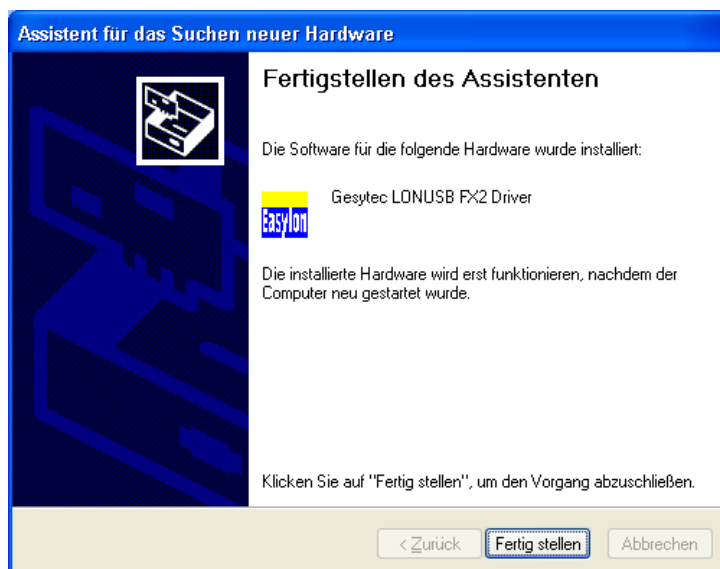 Assistent für das Suchen neuer Hardware
Fertigstellen des Assistenten
Die Software für die folgende Hardware wurde installiert:
Gesytec LONUSB FX2 Driver
Easylon
Die installierte Hardware wird erst funktionieren, nachdem der
Computer neu gestartet wurde.
Klicken Sie auf "Fertig stellen", um den Vorgang abzuschließen.
< Zurück
Fertig stellen
Abbrechen